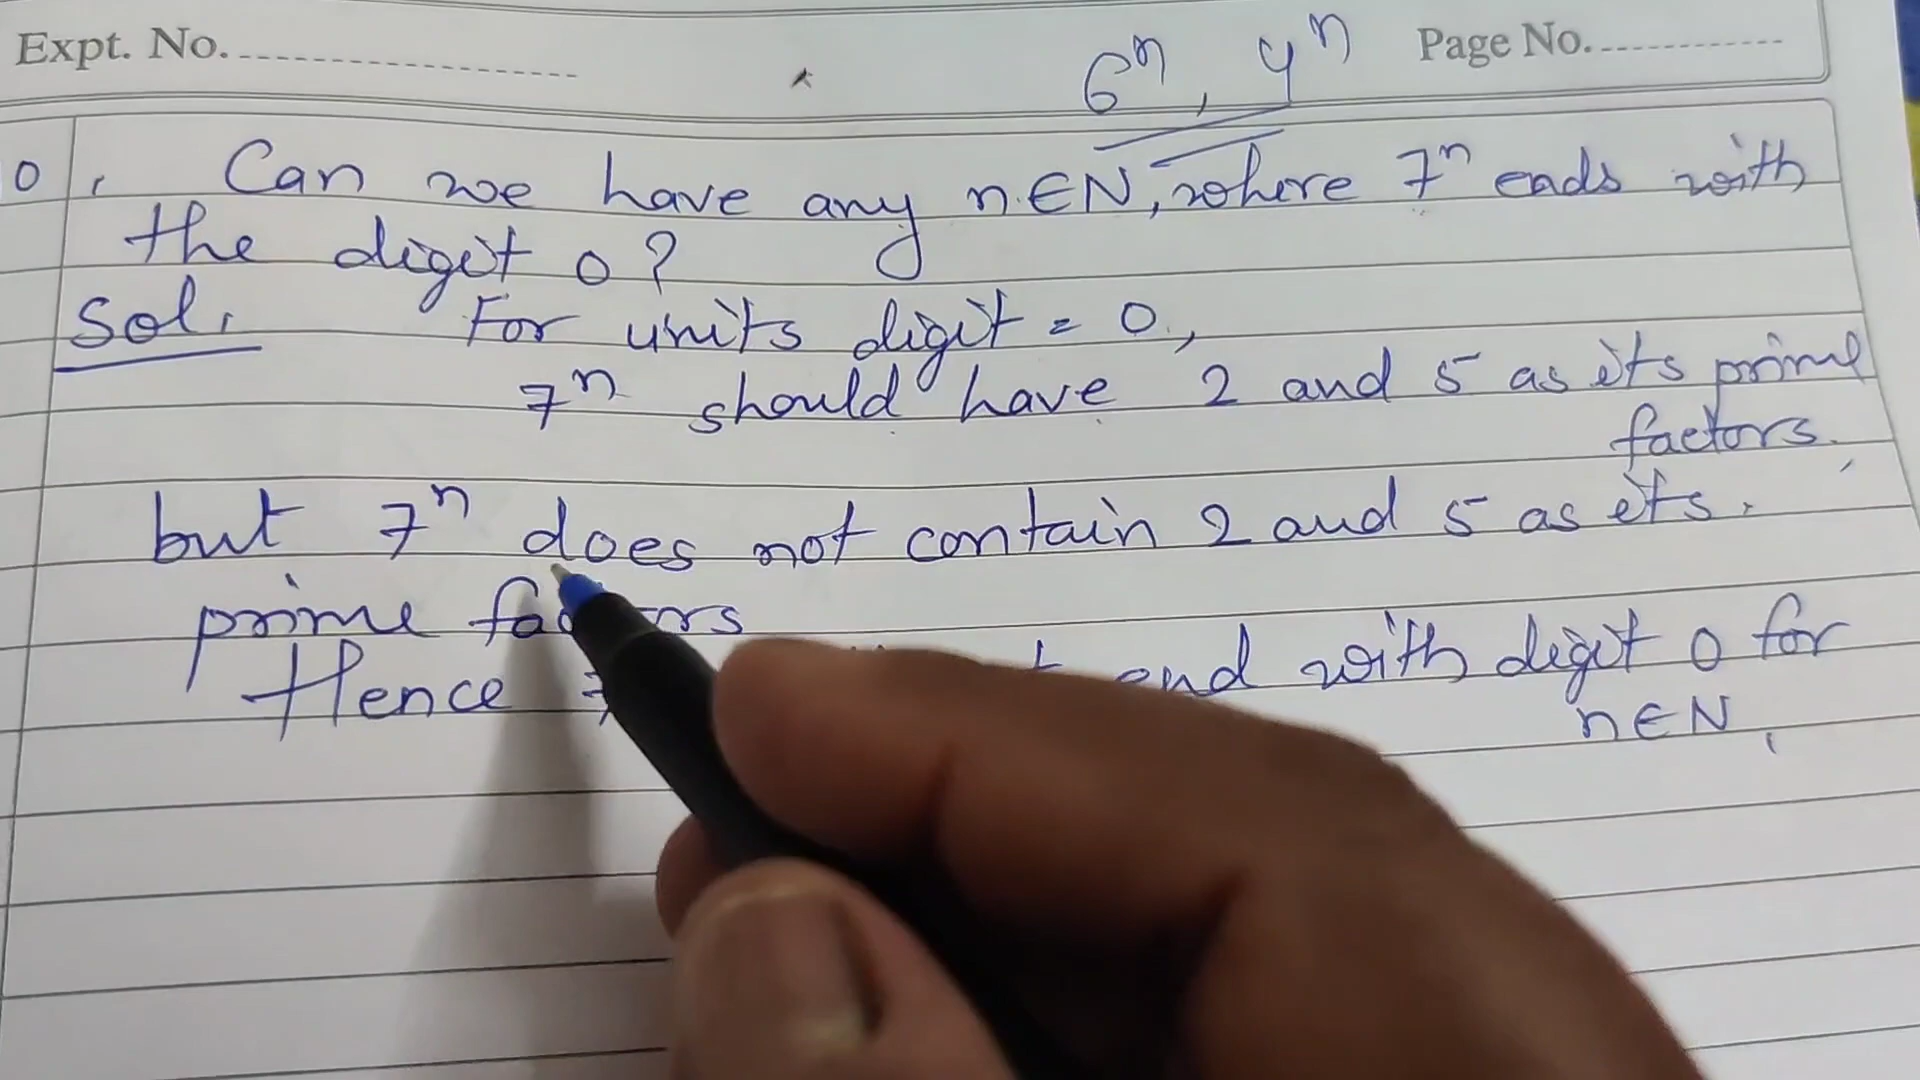 Expt. No.
6ⁿ, 4ⁿ
Page No.
0. Can we have any n∈N, where 7ⁿ ends with
the digit 0?
Sol. For units digit = 0,
7ⁿ should have 2 and 5 as its prime
factors.
but 7ⁿ does not contain 2 and 5 as its.
prime factors
Hence end with digit 0 for
n∈N.